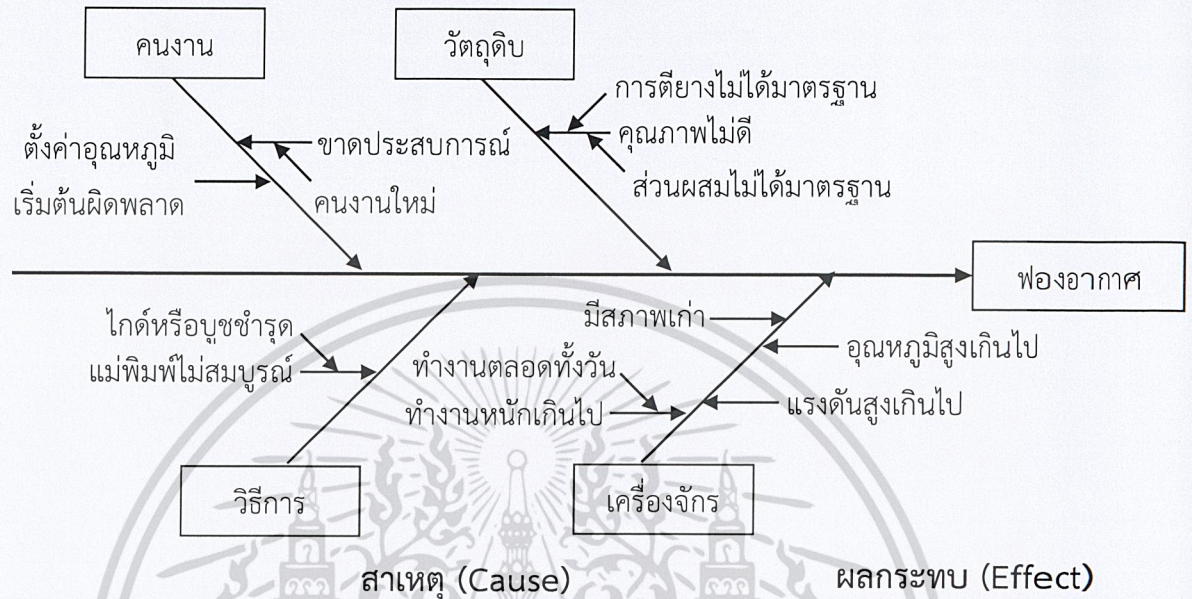 คนงาน
วัตถุดิบ
การตียางไม่ได้มาตรฐาน
คุณภาพไม่ดี
ส่วนผสมไม่ได้มาตรฐาน
ขาดประสบการณ์
คนงานใหม่
ตั้งค่าอุณหภูมิ
เริ่มต้นผิดพลาด
ฟองอากาศ
ไกด์หรือบูชชำรุด
แม่พิมพ์ไม่สมบูรณ์
มีสภาพเก่า
อุณหภูมิสูงเกินไป
ทำงานตลอดทั้งวัน
ทำงานหนักเกินไป
แรงดันสูงเกินไป
วิธีการ
เครื่องจักร
สาเหตุ (Cause)
ผลกระทบ (Effect)